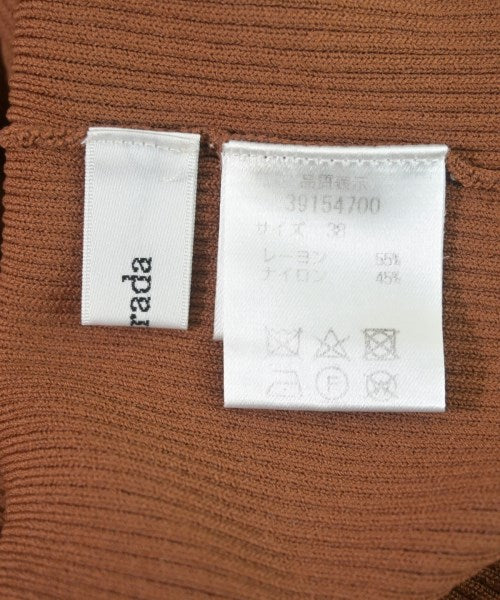 rada
品質表示
39154700
サイズ 38
レーヨン 55%
ナイロン 45%
F